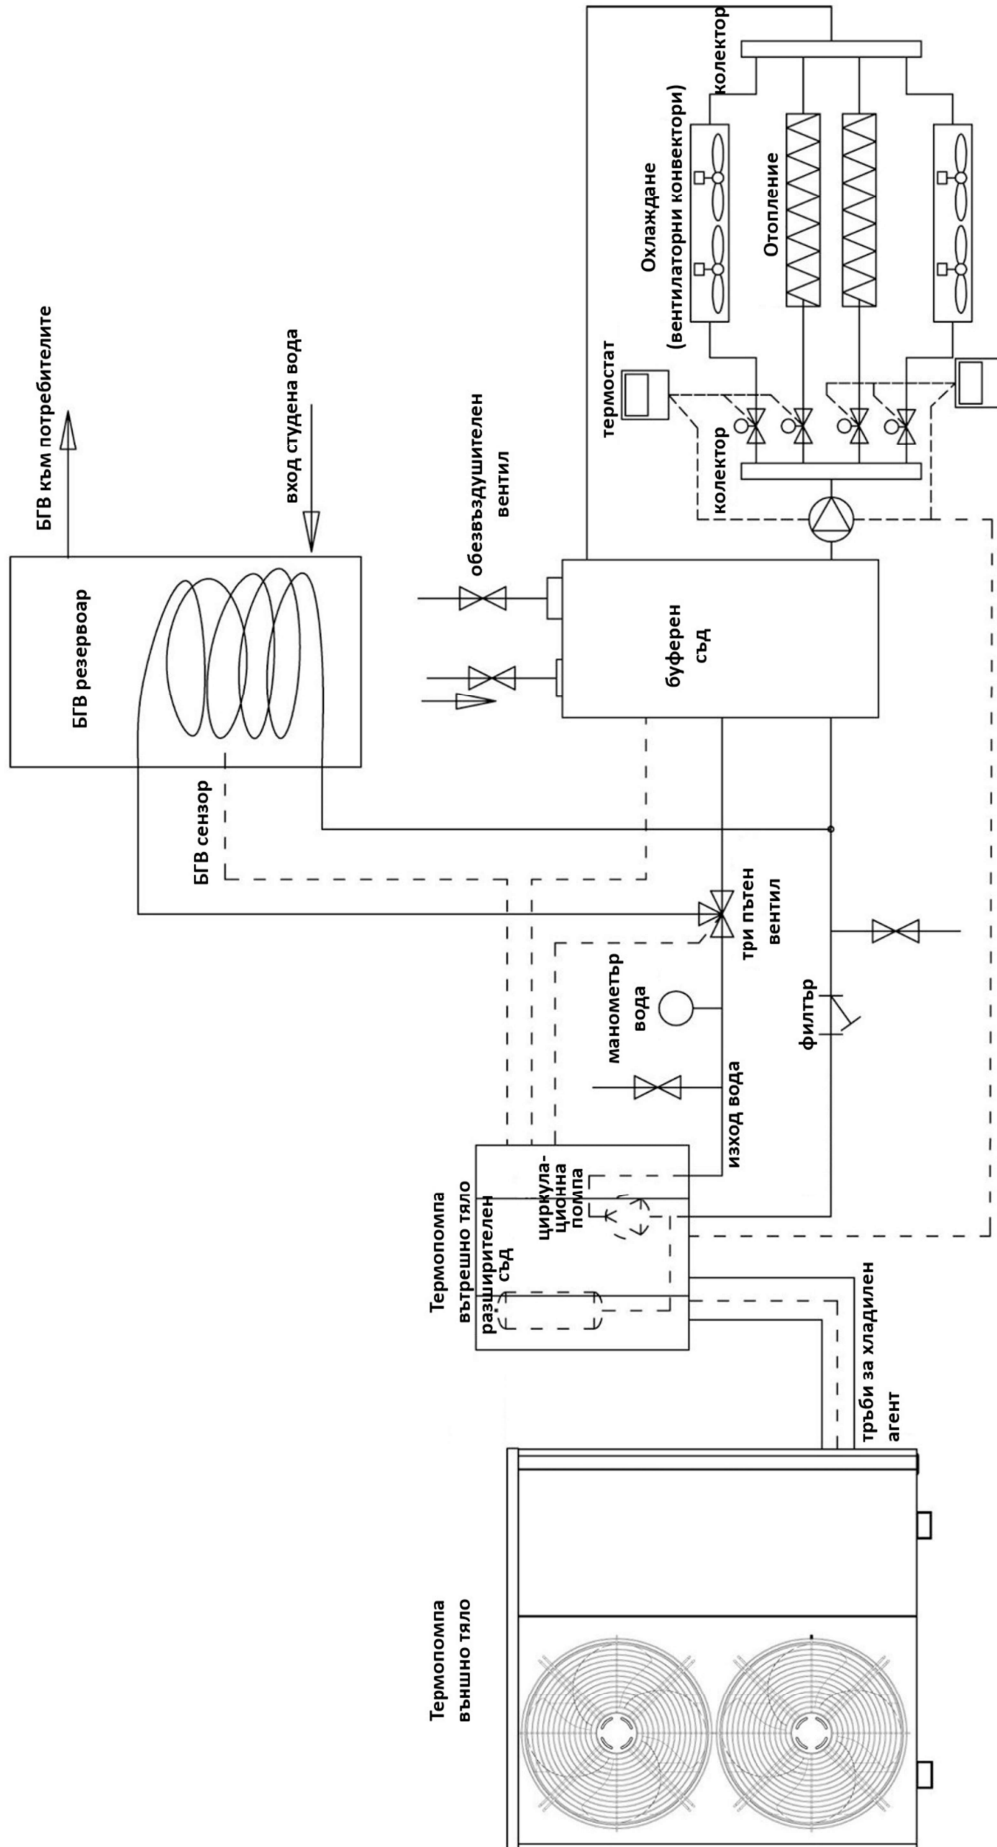 Термопомпа
външно тяло
тръби за хладилен
агент
Термопомпа
вътрешно тяло
разширителен
съд
циркула-
ционна
помпа
изход вода
манометър
вода
филтър
три пътен
вентил
БГВ сензор
БГВ резервоар
БГВ към потребителите
вход студена вода
обезвъздушителен
вентил
буферен
съд
колектор
термостат
Охлаждане
(вентилаторни конвектори)
Отопление
колектор